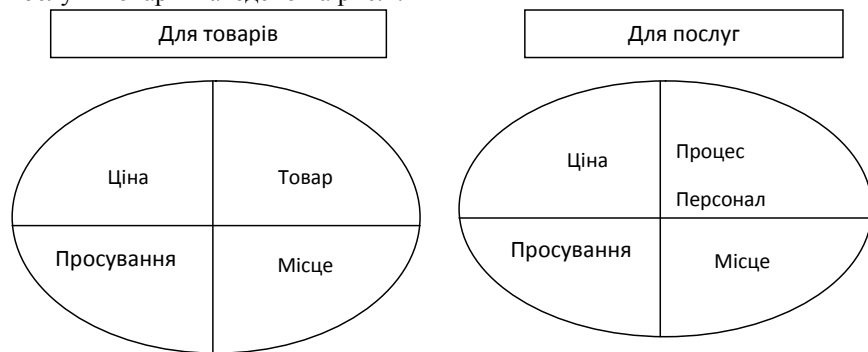 Для товарів
Для послуг
Ціна
Товар
Просування
Місце
Ціна
Процес
Персонал
Просування
Місце